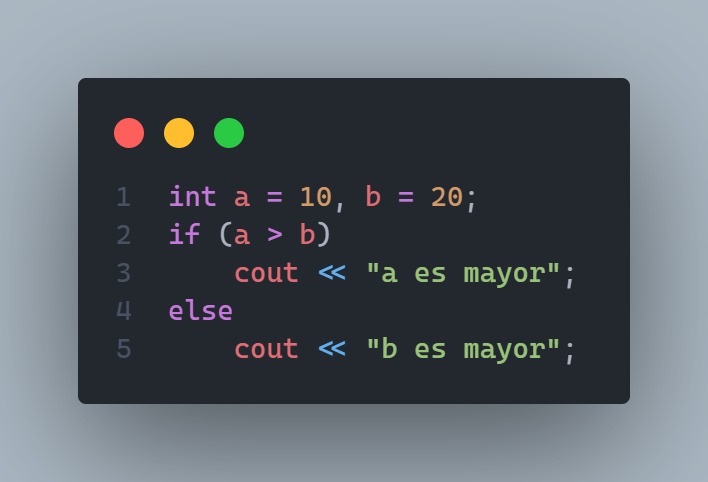 1 int a = 10, b = 20;
2 if (a > b)
3     cout << "a es mayor";
4 else
5     cout << "b es mayor";